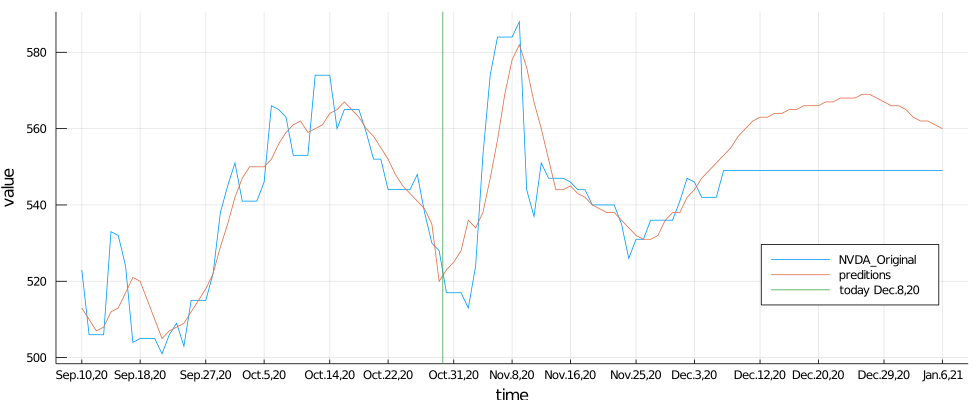 value
580
560
540
520
500
NVDA_Original
preditions
today Dec.8,20
Sep.10,20 Sep.18,20 Sep.27,20 Oct.5,20 Oct.14,20 Oct.22,20 Oct.31,20 Nov.8,20 Nov.16,20 Nov.25,20 Dec.3,20 Dec.12,20 Dec.20,20 Dec.29,20 Jan.6,21
time